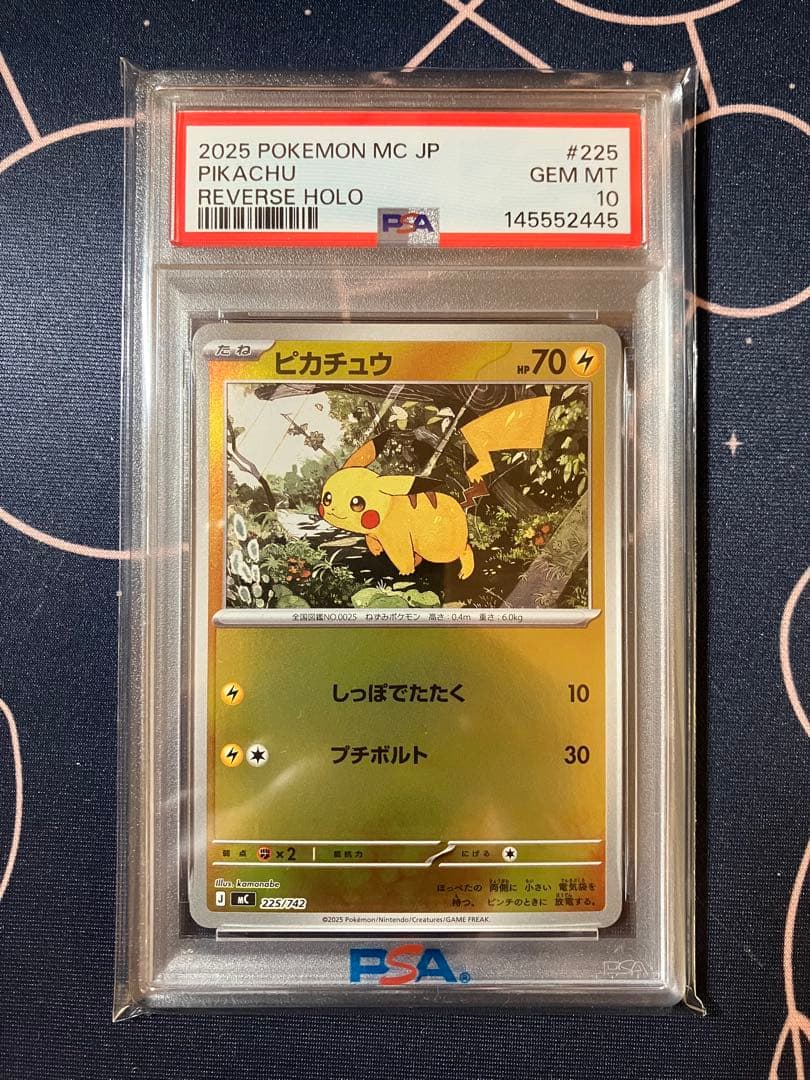 2025 POKEMON MC JP #225
PIKACHU GEM MT
REVERSE HOLO 10
PSA 145552445
たね ピカチュウ HP70
全国図鑑NO.0025 ねずみポケモン 高さ:0.4m 重さ:6.0kg
しっぽでたたく 10
プチボルト 30
弱点 ×2 抵抗力 にげる
Illus. kamonabe
ほっぺたの 両側に 小さい 電気袋を
J MC 225/742
持つ。ピンチのときに 放電する。
©2025 Pokémon/Nintendo/Creatures/GAME FREAK.
PSA®
PSA